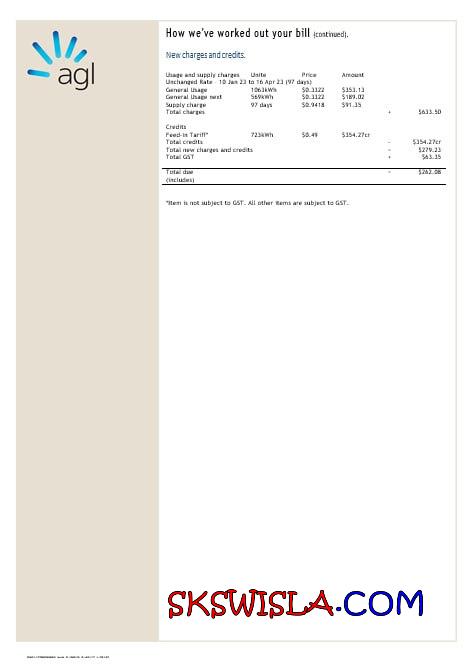 How we've worked out your bill (continued).
New charges and credits.
agl
Usage and supply charges Units Price Amount
Unchanged Rate - 10 Jan 23 to 16 Apr 23 (97 days)
General Usage 1063kWh $0.3322 $353.13
General Usage next 569kWh $0.3322 $189.02
Supply charge 97 days $0.9418 $91.35
Total charges + $633.50
Credits
Feed-in Tariff* 723kWh $0.49 $354.27cr
Total credits - $354.27cr
Total new charges and credits = $279.23
Total GST + $63.35
Total due = $262.08
(includes)
*Item is not subject to GST. All other items are subject to GST.
SKSWISLA.COM